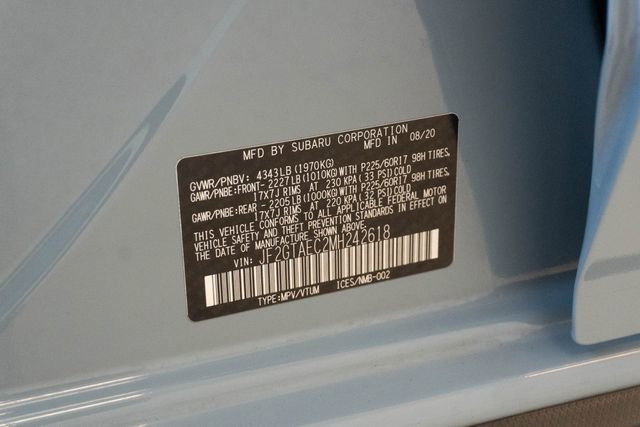 MFD BY SUBARU CORPORATION
MFD IN 08/20
GVWR/PNBV: 4343LB (1970KG)
GAWR/PNBE:FRONT- 2227LB (1010KG) WITH P225/60R17 98H TIRES,
17x7J RIMS AT 230 KPA (33 PSI) COLD
GAWR/PNBE:REAR - 2205LB (1000KG) WITH P225/60R17 98H TIRES,
17x7J RIMS AT 220 KPA (32 PSI) COLD
THIS VEHICLE CONFORMS TO ALL APPLICABLE FEDERAL MOTOR
VEHICLE SAFETY AND THEFT PREVENTION STANDARDS IN EFFECT ON
THE DATE OF MANUFACTURE SHOWN ABOVE.
VIN: JF2GTAEC2MH242618
TYPE:MPV/VTUM ICES/NMB-002